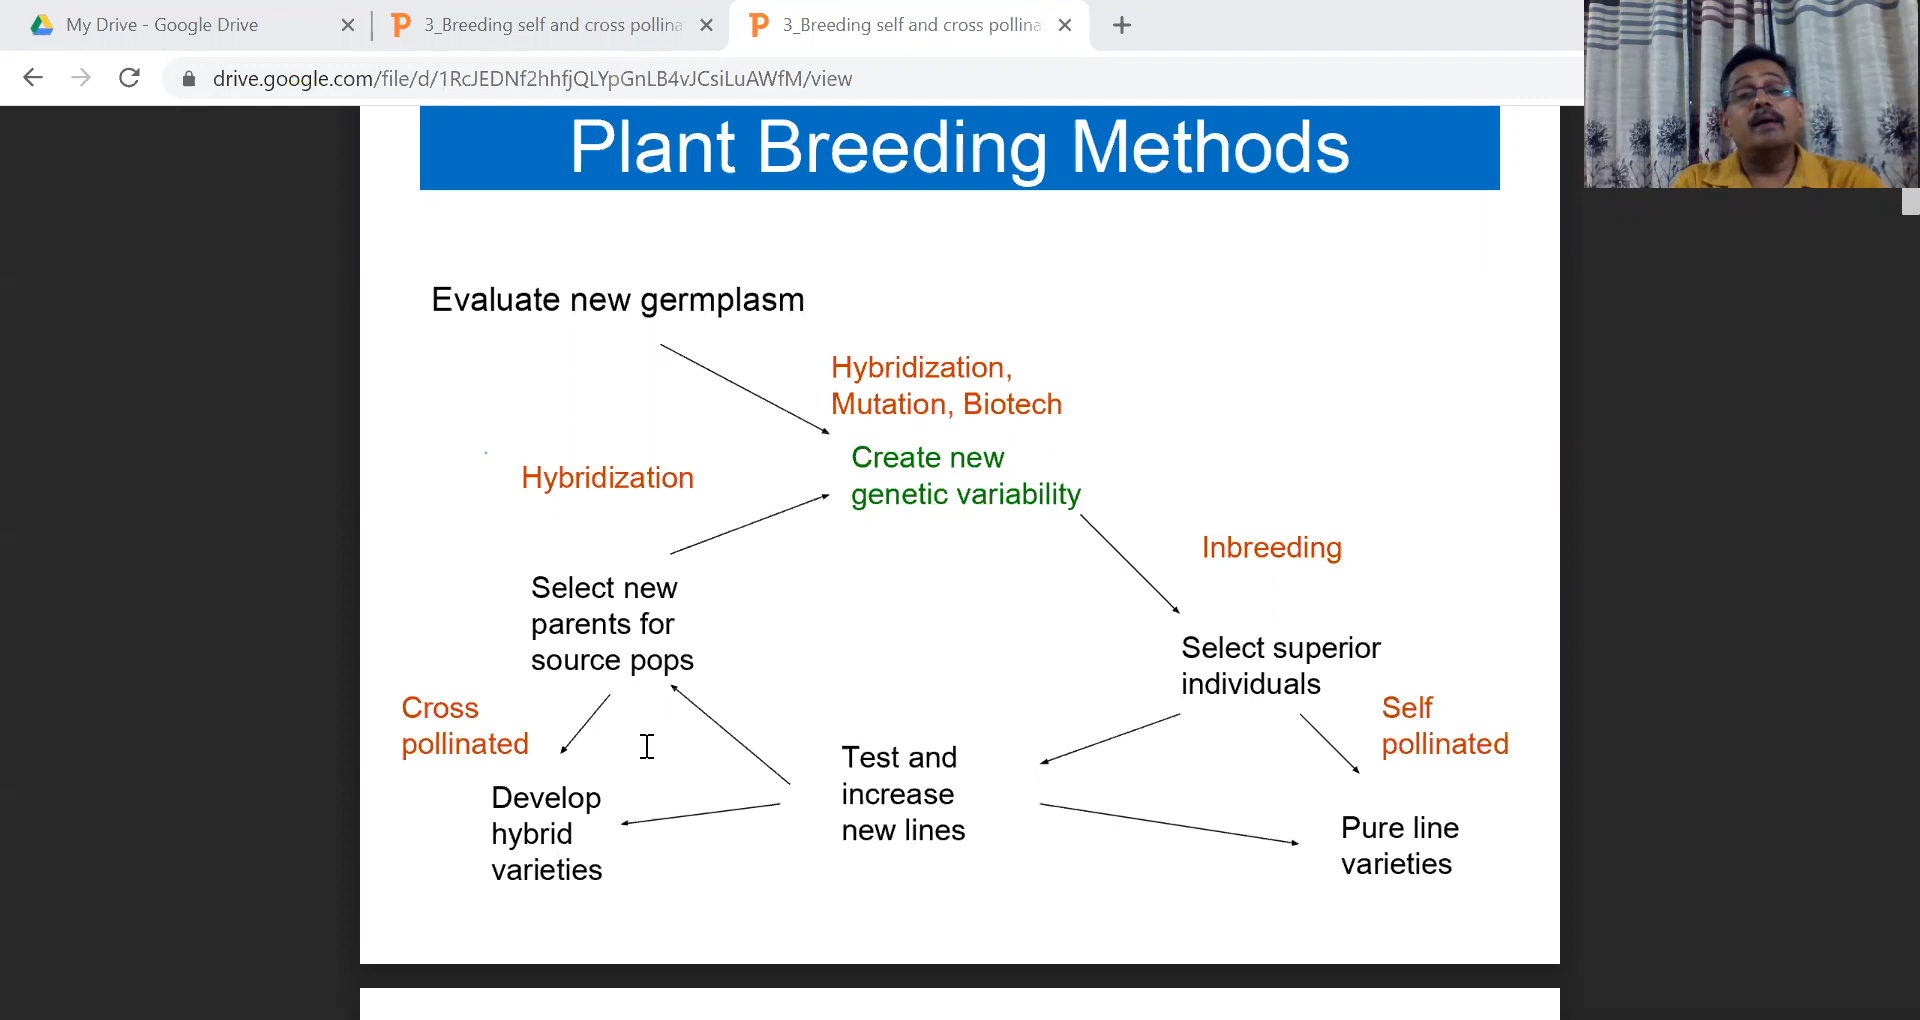 My Drive - Google Drive
3_Breeding self and cross pollina
3_Breeding self and cross pollina
drive.google.com/file/d/1RcJEDNf2hhfjQLYpGnLB4vJCsiLuAWfM/view
Plant Breeding Methods
Evaluate new germplasm
Hybridization,
Mutation, Biotech
Create new
genetic variability
Hybridization
Inbreeding
Select new
parents for
source pops
Select superior
individuals
Cross
pollinated
Self
pollinated
Test and
increase
new lines
Develop
hybrid
varieties
Pure line
varieties